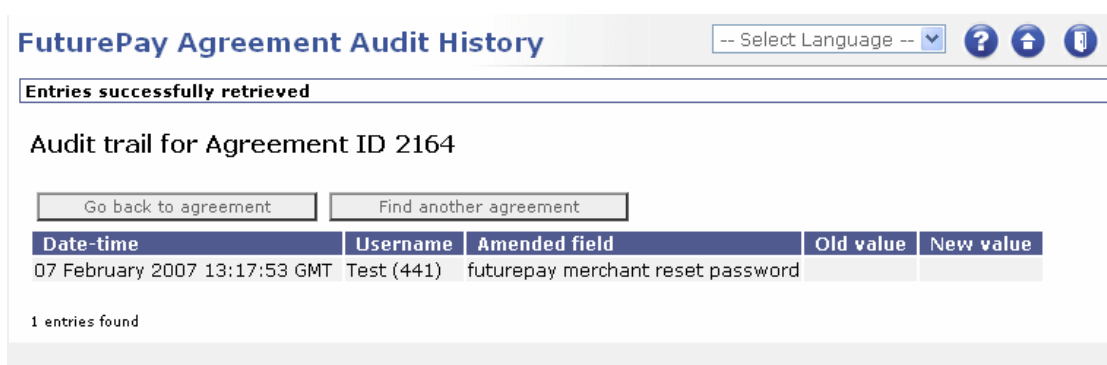 FuturePay Agreement Audit History -- Select Language -- ?
Entries successfully retrieved
Audit trail for Agreement ID 2164
Go back to agreement Find another agreement
Date-time Username Amended field Old value New value
07 February 2007 13:17:53 GMT Test (441) futurepay merchant reset password
1 entries found